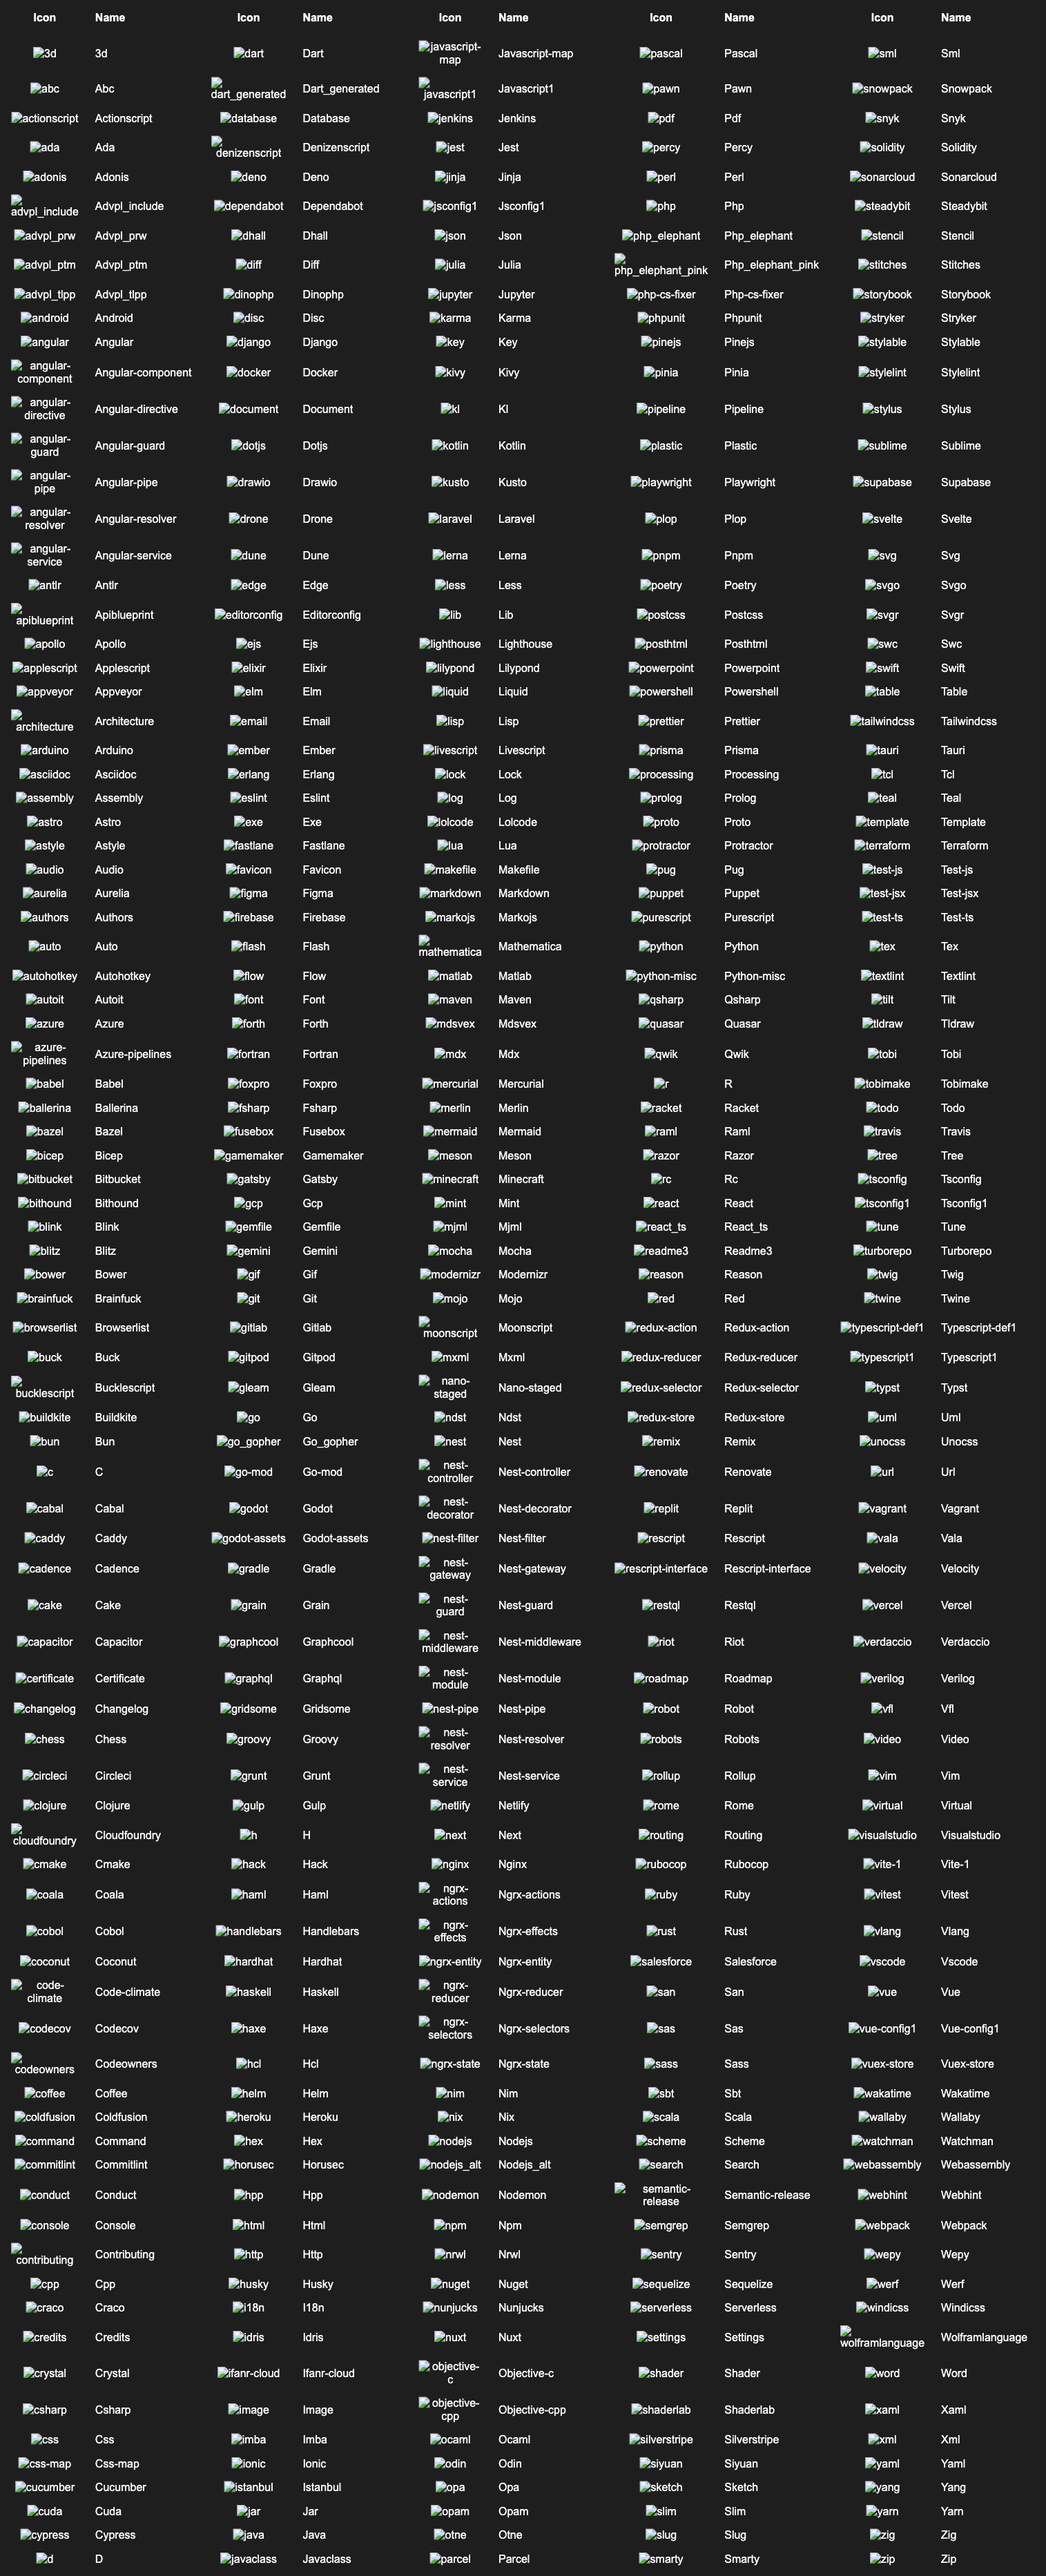 Icon Name Icon Name Icon Name Icon Name Icon Name
3d 3d dart Dart javascript-map Javascript-map pascal Pascal sml Sml
abc Abc dart_generated Dart_generated javascript1 Javascript1 pawn Pawn snowpack Snowpack
actionscript Actionscript database Database jenkins Jenkins pdf Pdf snyk Snyk
ada Ada denizenscript Denizenscript jest Jest percy Percy solidity Solidity
adonis Adonis deno Deno jinja Jinja perl Perl sonarcloud Sonarcloud
advpl_include Advpl_include dependabot Dependabot jsconfig1 Jsconfig1 php Php steadybit Steadybit
advpl_prw Advpl_prw dhall Dhall json Json php_elephant Php_elephant stencil Stencil
advpl_ptm Advpl_ptm diff Diff julia Julia php_elephant_pink Php_elephant_pink stitches Stitches
advpl_tlpp Advpl_tlpp dinophp Dinophp jupyter Jupyter php-cs-fixer Php-cs-fixer storybook Storybook
android Android disc Disc karma Karma phpunit Phpunit stryker Stryker
angular Angular django Django key Key pinejs Pinejs stylable Stylable
angular-component Angular-component docker Docker kivy Kivy pinia Pinia stylelint Stylelint
angular-directive Angular-directive document Document kl Kl pipeline Pipeline stylus Stylus
angular-guard Angular-guard dotjs Dotjs kotlin Kotlin plastic Plastic sublime Sublime
angular-pipe Angular-pipe drawio Drawio kusto Kusto playwright Playwright supabase Supabase
angular-resolver Angular-resolver drone Drone laravel Laravel plop Plop svelte Svelte
angular-service Angular-service dune Dune lerna Lerna pnpm Pnpm svg Svg
antlr Antlr edge Edge less Less poetry Poetry svgo Svgo
apiblueprint Apiblueprint editorconfig Editorconfig lib Lib postcss Postcss svgr Svgr
apollo Apollo ejs Ejs lighthouse Lighthouse posthtml Posthtml swc Swc
applescript Applescript elixir Elixir lilypond Lilypond powerpoint Powerpoint swift Swift
appveyor Appveyor elm Elm liquid Liquid powershell Powershell table Table
architecture Architecture email Email lisp Lisp prettier Prettier tailwindcss Tailwindcss
arduino Arduino ember Ember livescript Livescript prisma Prisma tauri Tauri
asciidoc Asciidoc erlang Erlang lock Lock processing Processing tcl Tcl
assembly Assembly eslint Eslint log Log prolog Prolog teal Teal
astro Astro exe Exe lolcode Lolcode proto Proto template Template
astyle Astyle fastlane Fastlane lua Lua protractor Protractor terraform Terraform
audio Audio favicon Favicon makefile Makefile pug Pug test-js Test-js
aurelia Aurelia figma Figma markdown Markdown puppet Puppet test-jsx Test-jsx
authors Authors firebase Firebase markojs Markojs purescript Purescript test-ts Test-ts
auto Auto flash Flash mathematica Mathematica python Python tex Tex
autohotkey Autohotkey flow Flow matlab Matlab python-misc Python-misc textlint Textlint
autoit Autoit font Font maven Maven qsharp Qsharp tilt Tilt
azure Azure forth Forth mdsvex Mdsvex quasar Quasar tldraw Tldraw
azure-pipelines Azure-pipelines fortran Fortran mdx Mdx qwik Qwik tobi Tobi
babel Babel foxpro Foxpro mercurial Mercurial r R tobimake Tobimake
ballerina Ballerina fsharp Fsharp merlin Merlin racket Racket todo Todo
bazel Bazel fusebox Fusebox mermaid Mermaid raml Raml travis Travis
bicep Bicep gamemaker Gamemaker meson Meson razor Razor tree Tree
bitbucket Bitbucket gatsby Gatsby minecraft Minecraft rc Rc tsconfig Tsconfig
bithound Bithound gcp Gcp mint Mint react React tsconfig1 Tsconfig1
blink Blink gemfile Gemfile mjml Mjml react_ts React_ts tune Tune
blitz Blitz gemini Gemini mocha Mocha readme3 Readme3 turborepo Turborepo
bower Bower gif Gif modernizr Modernizr reason Reason twig Twig
brainfuck Brainfuck git Git mojo Mojo red Red twine Twine
browserlist Browserlist gitlab Gitlab moonscript Moonscript redux-action Redux-action typescript-def1 Typescript-def1
buck Buck gitpod Gitpod mxml Mxml redux-reducer Redux-reducer typescript1 Typescript1
bucklescript Bucklescript gleam Gleam nano-staged Nano-staged redux-selector Redux-selector typst Typst
buildkite Buildkite go Go ndst Ndst redux-store Redux-store uml Uml
bun Bun go_gopher Go_gopher nest Nest remix Remix unocss Unocss
c C go-mod Go-mod nest-controller Nest-controller renovate Renovate url Url
cabal Cabal godot Godot nest-decorator Nest-decorator replit Replit vagrant Vagrant
caddy Caddy godot-assets Godot-assets nest-filter Nest-filter rescript Rescript vala Vala
cadence Cadence gradle Gradle nest-gateway Nest-gateway rescript-interface Rescript-interface velocity Velocity
cake Cake grain Grain nest-guard Nest-guard restql Restql vercel Vercel
capacitor Capacitor graphcool Graphcool nest-middleware Nest-middleware riot Riot verdaccio Verdaccio
certificate Certificate graphql Graphql nest-module Nest-module roadmap Roadmap verilog Verilog
changelog Changelog gridsome Gridsome nest-pipe Nest-pipe robot Robot vfl Vfl
chess Chess groovy Groovy nest-resolver Nest-resolver robots Robots video Video
circleci Circleci grunt Grunt nest-service Nest-service rollup Rollup vim Vim
clojure Clojure gulp Gulp netlify Netlify rome Rome virtual Virtual
cloudfoundry Cloudfoundry h H next Next routing Routing visualstudio Visualstudio
cmake Cmake hack Hack nginx Nginx rubocop Rubocop vite-1 Vite-1
coala Coala haml Haml ngrx-actions Ngrx-actions ruby Ruby vitest Vitest
cobol Cobol handlebars Handlebars ngrx-effects Ngrx-effects rust Rust vlang Vlang
coconut Coconut hardhat Hardhat ngrx-entity Ngrx-entity salesforce Salesforce vscode Vscode
code-climate Code-climate haskell Haskell ngrx-reducer Ngrx-reducer san San vue Vue
codecov Codecov haxe Haxe ngrx-selectors Ngrx-selectors sas Sas vue-config1 Vue-config1
codeowners Codeowners hcl Hcl ngrx-state Ngrx-state sass Sass vuex-store Vuex-store
coffee Coffee helm Helm nim Nim sbt Sbt wakatime Wakatime
coldfusion Coldfusion heroku Heroku nix Nix scala Scala wallaby Wallaby
command Command hex Hex nodejs Nodejs scheme Scheme watchman Watchman
commitlint Commitlint horusec Horusec nodejs_alt Nodejs_alt search Search webassembly Webassembly
conduct Conduct hpp Hpp nodemon Nodemon semantic-release Semantic-release webhint Webhint
console Console html Html npm Npm semgrep Semgrep webpack Webpack
contributing Contributing http Http nrwl Nrwl sentry Sentry wepy Wepy
cpp Cpp husky Husky nuget Nuget sequelize Sequelize werf Werf
craco Craco i18n I18n nunjucks Nunjucks serverless Serverless windicss Windicss
credits Credits idris Idris nuxt Nuxt settings Settings wolframlanguage Wolframlanguage
crystal Crystal ifanr-cloud Ifanr-cloud objective-c Objective-c shader Shader word Word
csharp Csharp image Image objective-cpp Objective-cpp shaderlab Shaderlab xaml Xaml
css Css imba Imba ocaml Ocaml silverstripe Silverstripe xml Xml
css-map Css-map ionic Ionic odin Odin siyuan Siyuan yaml Yaml
cucumber Cucumber istanbul Istanbul opa Opa sketch Sketch yang Yang
cuda Cuda jar Jar opam Opam slim Slim yarn Yarn
cypress Cypress java Java otne Otne slug Slug zig Zig
d D javaclass Javaclass parcel Parcel smarty Smarty zip Zip